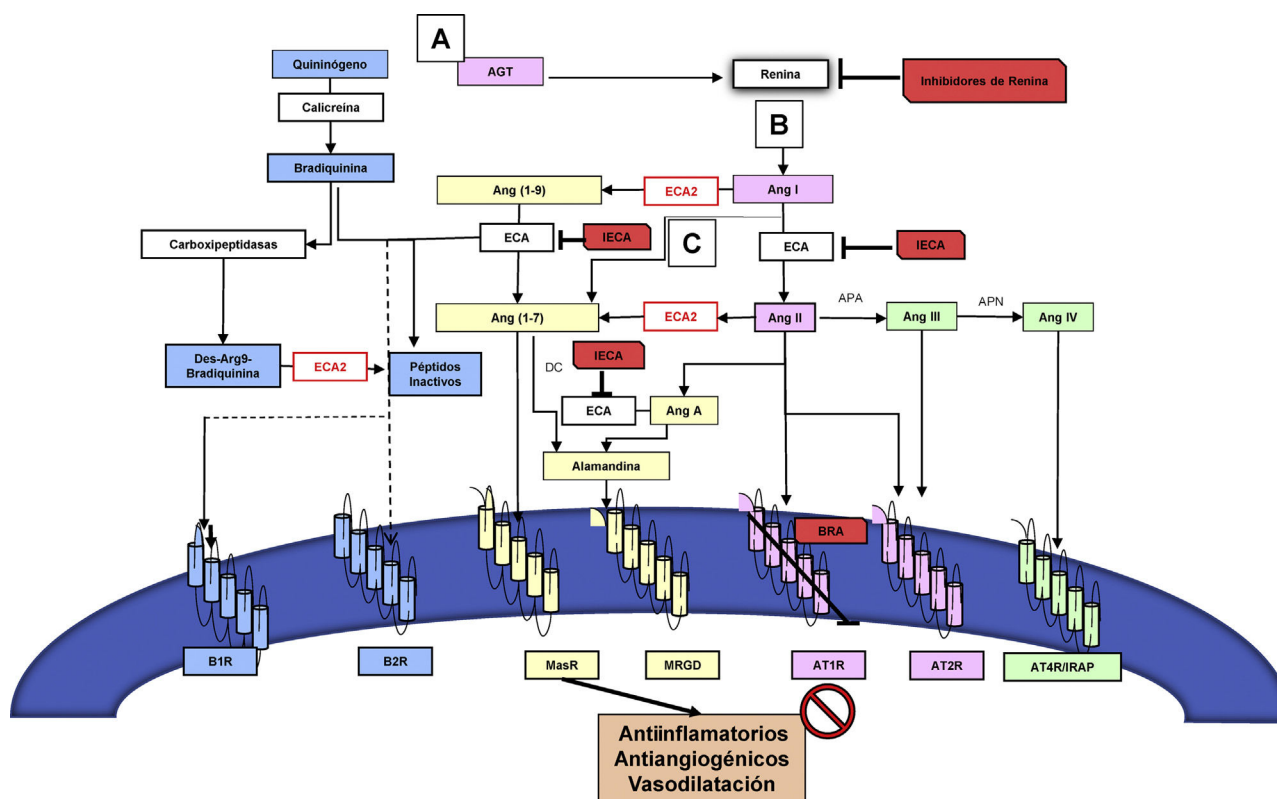 A
AGT
Renina
Inhibidores de Renina
Quininógeno
Calicreína
B
Bradiquinina
Ang (1-9)
ECA2
Ang I
Carboxipeptidasas
ECA
IECA
C
ECA
IECA
Ang (1-7)
ECA2
Ang II
APA
Ang III
APN
Ang IV
Des-Arg9-
Bradiquinina
ECA2
Péptidos
Inactivos
DC
IECA
ECA
Ang A
Alamandina
BRA
B1R
B2R
MasR
MRGD
AT1R
AT2R
AT4R/IRAP
Antiinflamatorios
Antiangiogénicos
Vasodilatación